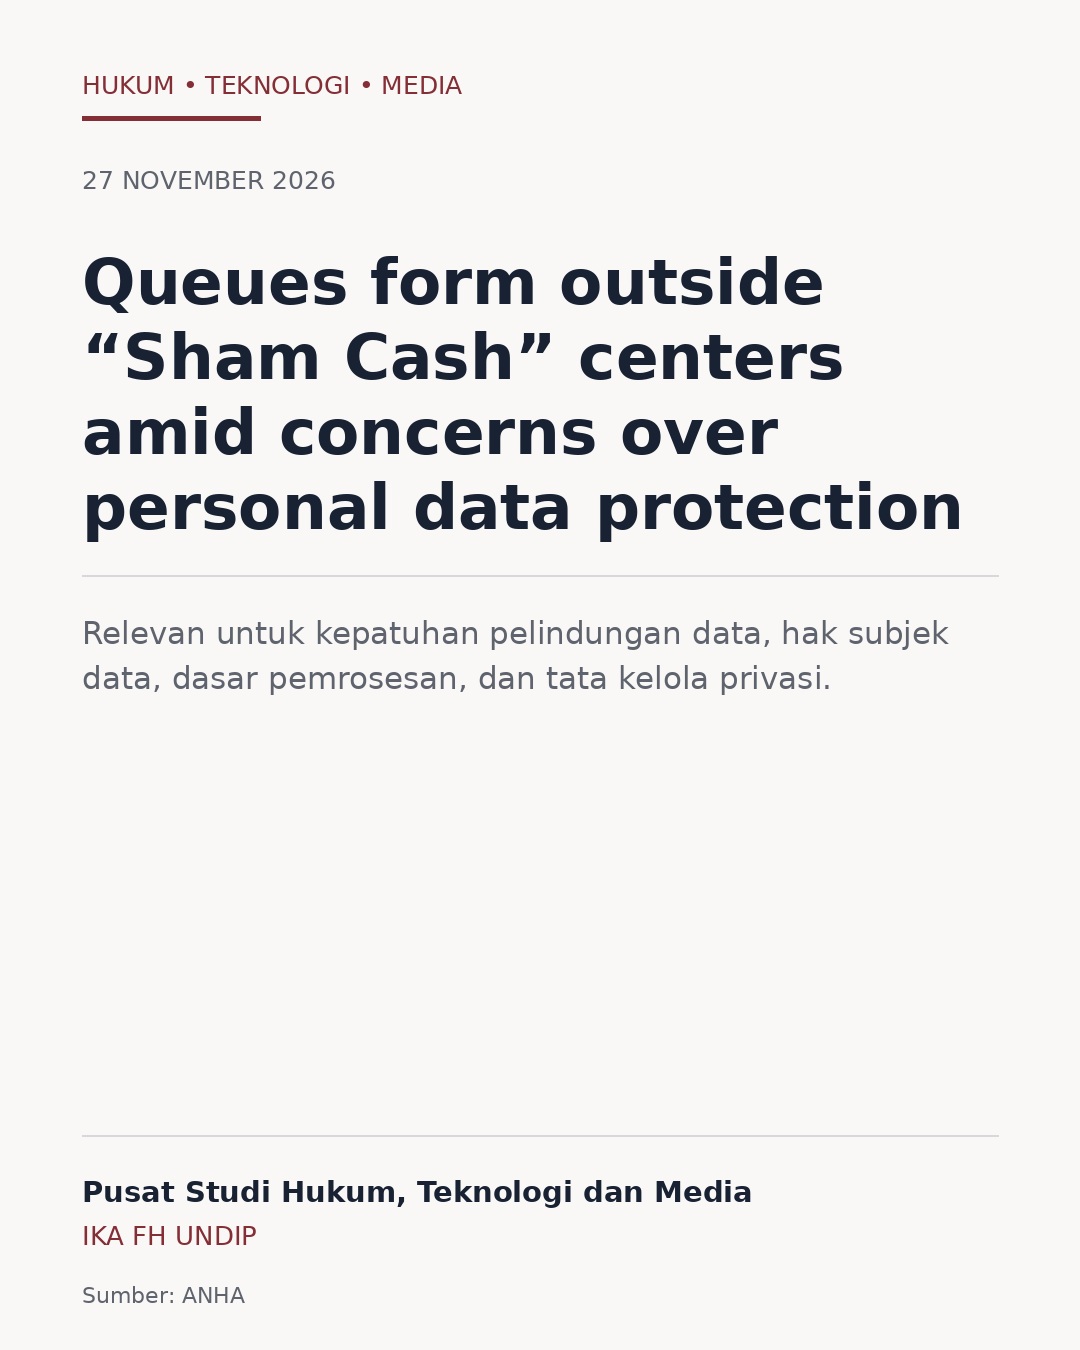 HUKUM • TEKNOLOGI • MEDIA
27 NOVEMBER 2026
Queues form outside
“Sham Cash” centers
amid concerns over
personal data protection
Relevan untuk kepatuhan pelindungan data, hak subjek
data, dasar pemrosesan, dan tata kelola privasi.
Pusat Studi Hukum, Teknologi dan Media
IKA FH UNDIP
Sumber: ANHA